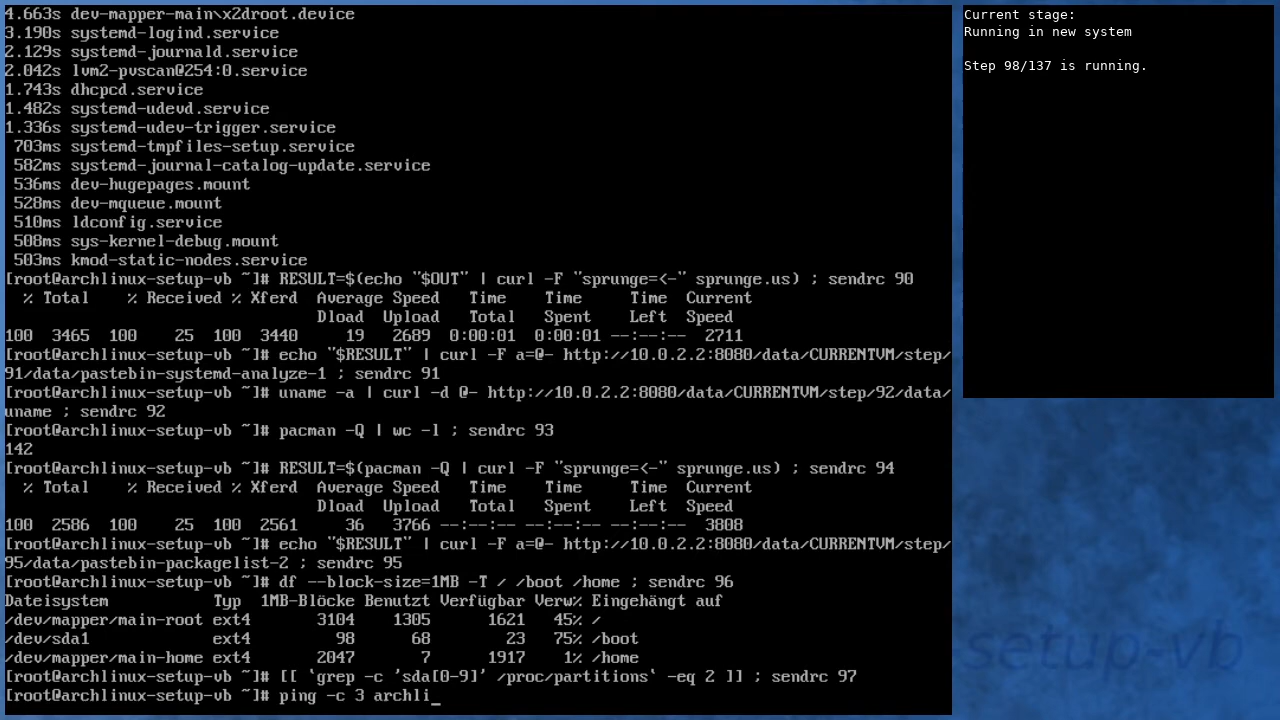 4.663s dev-mapper-main\x2droot.device
3.190s systemd-logind.service
2.129s systemd-journald.service
2.042s lvm2-pvscan@254:0.service
1.743s dhcpcd.service
1.482s systemd-udevd.service
1.336s systemd-udev-trigger.service
 703ms systemd-tmpfiles-setup.service
 582ms systemd-journal-catalog-update.service
 536ms dev-hugepages.mount
 528ms dev-mqueue.mount
 510ms ldconfig.service
 508ms sys-kernel-debug.mount
 503ms kmod-static-nodes.service
[root@archlinux-setup-vb ~]# RESULT=$(echo "$OUT" | curl -F "sprunge=<-" sprunge.us) ; sendrc 90
  % Total    % Received % Xferd  Average Speed   Time    Time     Time  Current
                                 Dload  Upload   Total   Spent    Left  Speed
100  3465  100    25  100  3440     19   2689  0:00:01  0:00:01 --:--:--  2711
[root@archlinux-setup-vb ~]# echo "$RESULT" | curl -F a=@- http://10.0.2.2:8080/data/CURRENTVM/step/
91/data/pastebin-systemd-analyze-1 ; sendrc 91
[root@archlinux-setup-vb ~]# uname -a | curl -d @- http://10.0.2.2:8080/data/CURRENTVM/step/92/data/
uname ; sendrc 92
[root@archlinux-setup-vb ~]# pacman -Q | wc -l ; sendrc 93
142
[root@archlinux-setup-vb ~]# RESULT=$(pacman -Q | curl -F "sprunge=<-" sprunge.us) ; sendrc 94
  % Total    % Received % Xferd  Average Speed   Time    Time     Time  Current
                                 Dload  Upload   Total   Spent    Left  Speed
100  2586  100    25  100  2561     36   3766 --:--:-- --:--:-- --:--:--  3808
[root@archlinux-setup-vb ~]# echo "$RESULT" | curl -F a=@- http://10.0.2.2:8080/data/CURRENTVM/step/
95/data/pastebin-packagelist-2 ; sendrc 95
[root@archlinux-setup-vb ~]# df --block-size=1MB -T / /boot /home ; sendrc 96
Dateisystem           Typ  1MB-Blöcke Benutzt Verfügbar Verw% Eingehängt auf
/dev/mapper/main-root ext4       3104    1305      1621   45% /
/dev/sda1             ext4         98      68        23   75% /boot
/dev/mapper/main-home ext4       2047       7      1917    1% /home
[root@archlinux-setup-vb ~]# [[ `grep -c 'sda[0-9]' /proc/partitions` -eq 2 ]] ; sendrc 97
[root@archlinux-setup-vb ~]# ping -c 3 archli_
Current stage:
Running in new system
Step 98/137 is running.
setup-vb